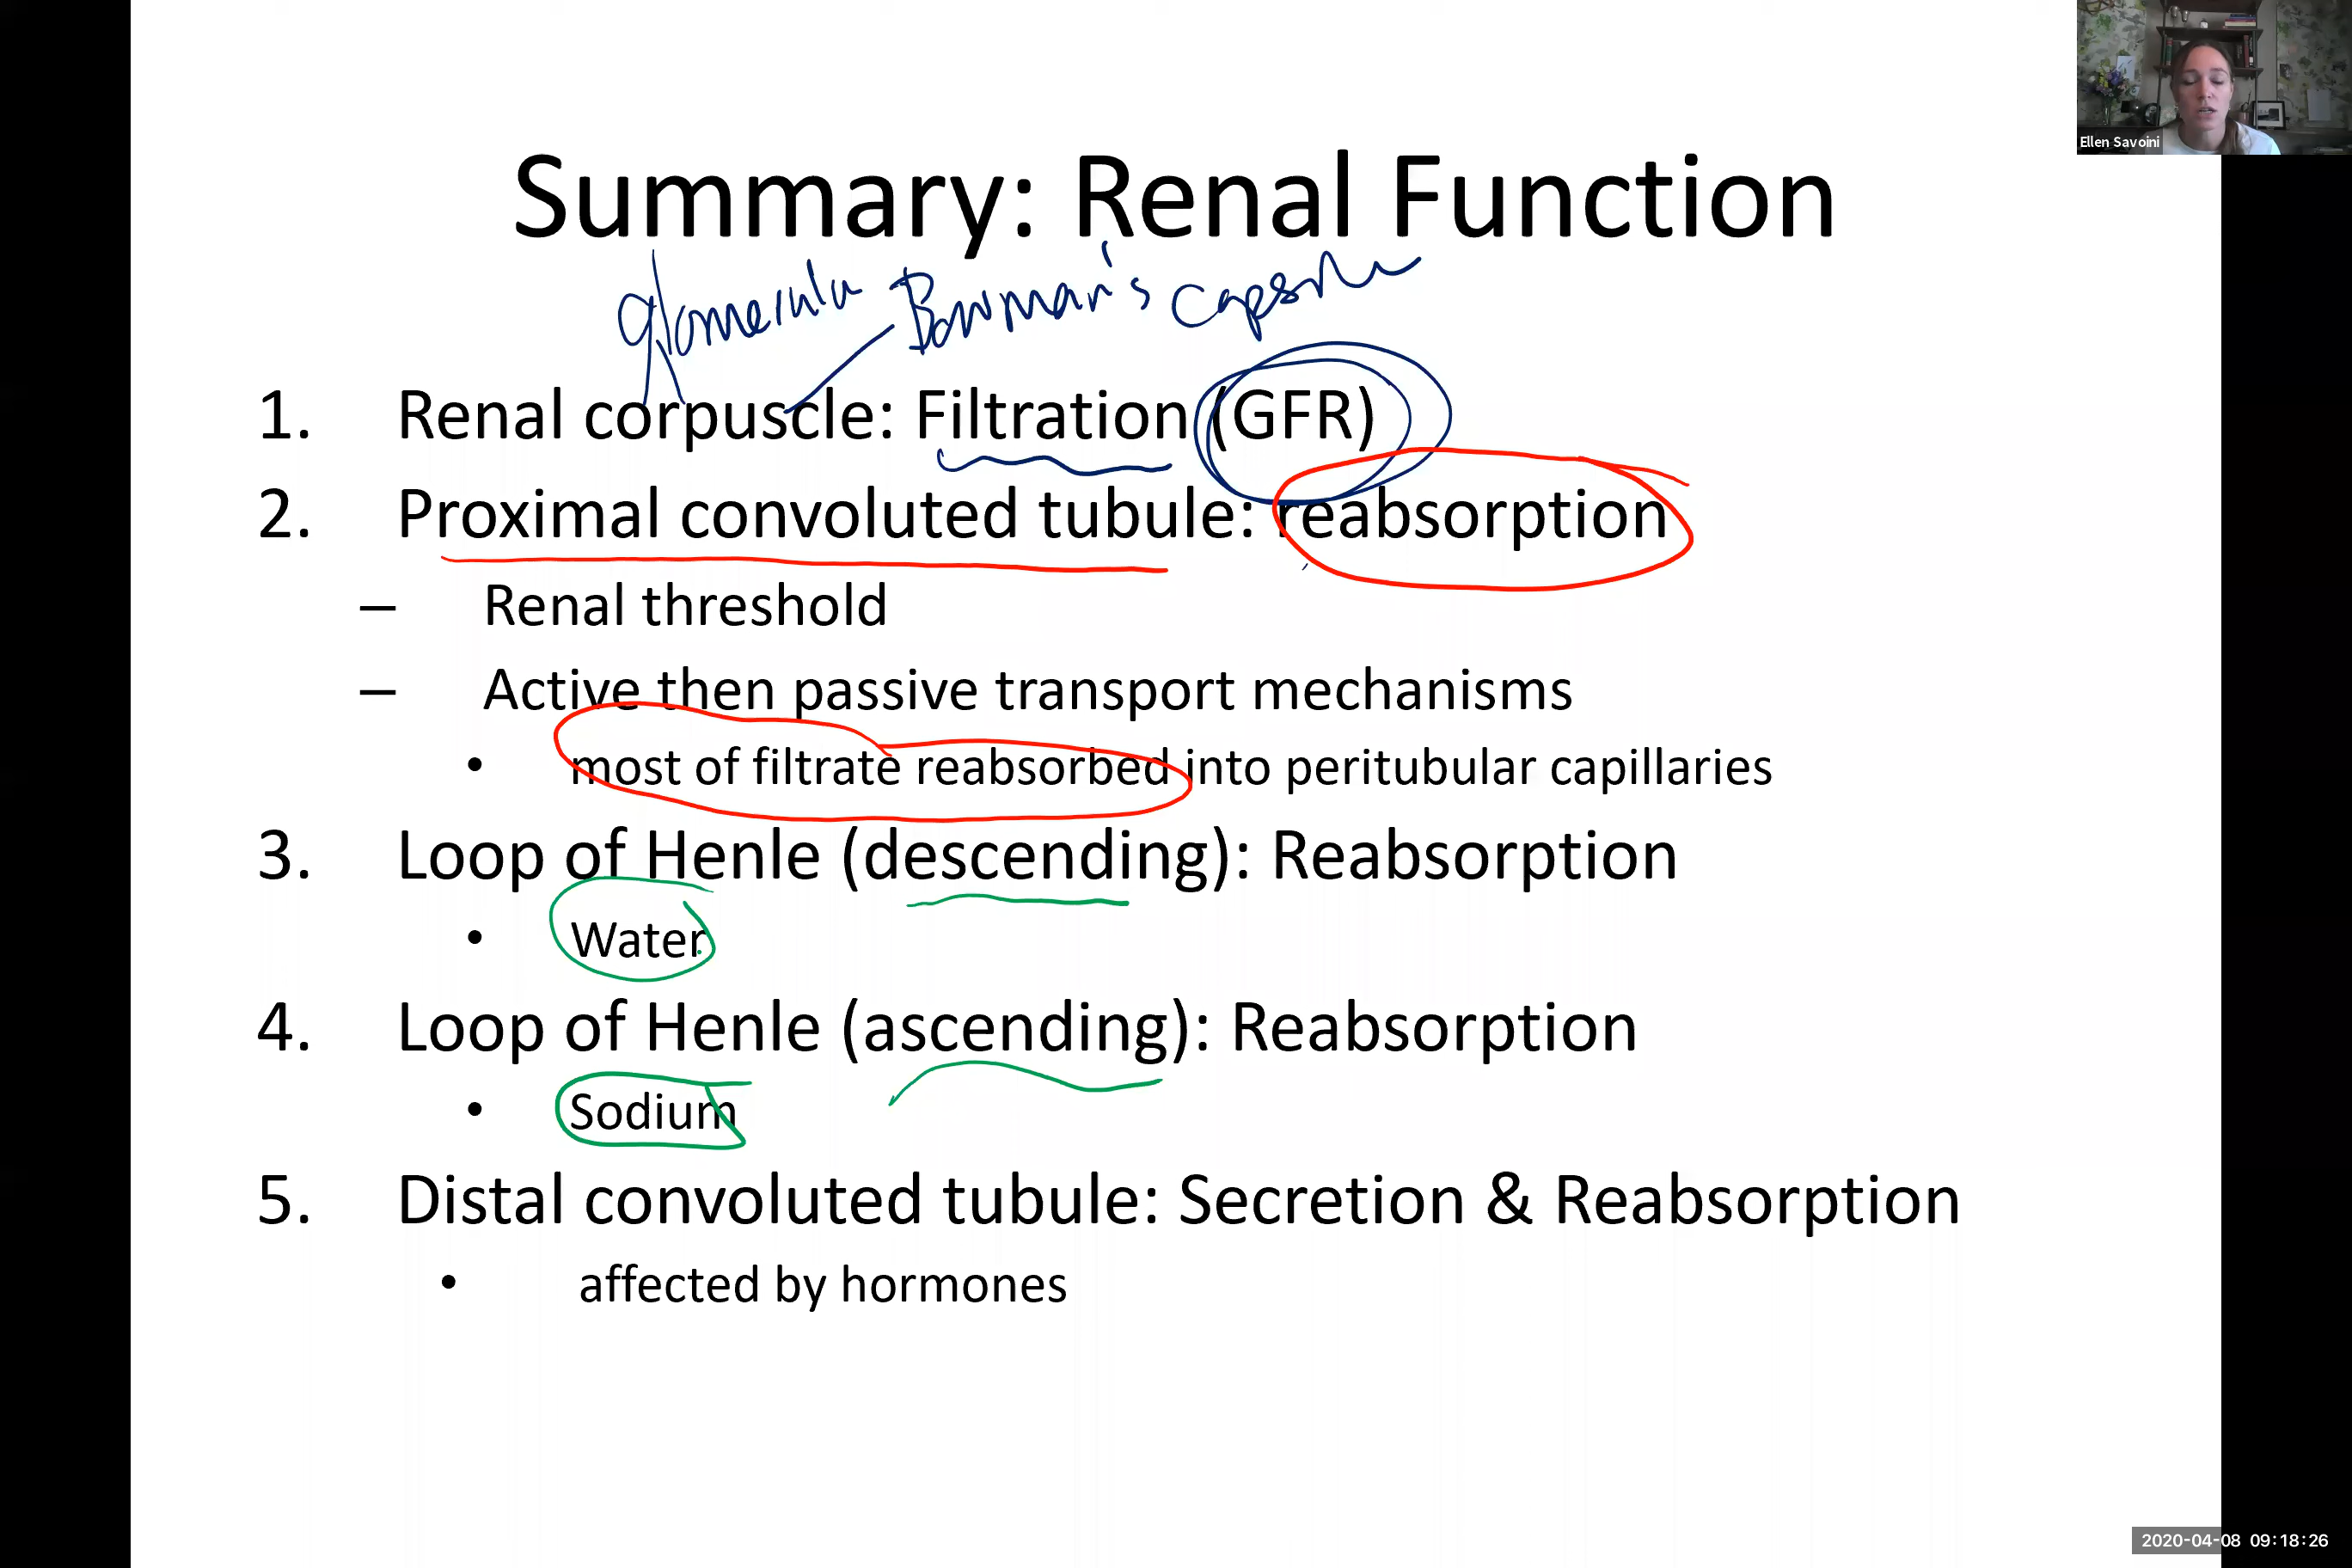 Ellen Savoini
Summary: Renal Function
glomerula Bowman's capsule
1. Renal corpuscle: Filtration (GFR)
2. Proximal convoluted tubule: reabsorption
– Renal threshold
– Active then passive transport mechanisms
• most of filtrate reabsorbed into peritubular capillaries
3. Loop of Henle (descending): Reabsorption
• Water
4. Loop of Henle (ascending): Reabsorption
• Sodium
5. Distal convoluted tubule: Secretion & Reabsorption
• affected by hormones
2020-04-08 09:18:26